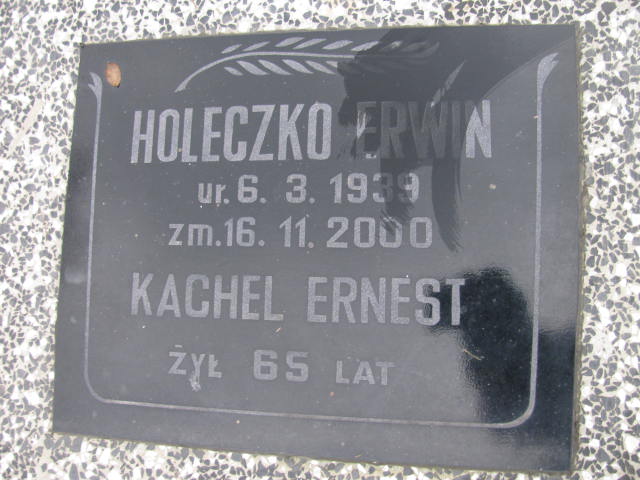 HOLECZKO ERWIN
ur. 6. 3. 1939
zm. 16. 11. 2000
KACHEL ERNEST
ŻYŁ 65 LAT